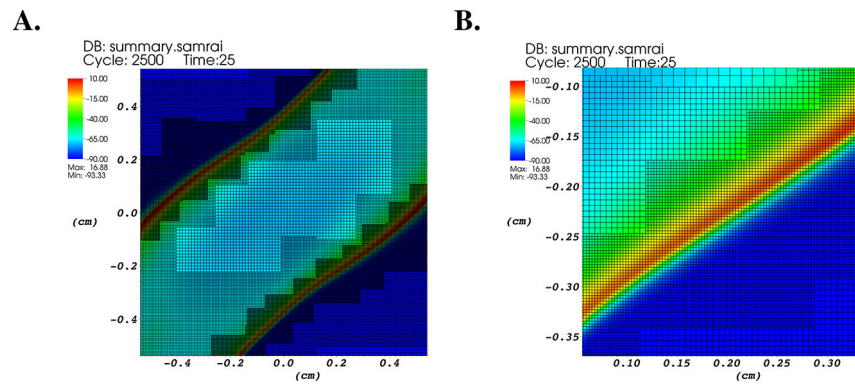 A.
DB: summary.samrai
Cycle: 2500 Time:25
10.00
-15.00
-65.00
-90.00
Max: 16.88
Min: -93.33
0.4
0.2
0.0
-0.2
-0.4
(cm)
-0.4 -0.2 0.0 0.2 0.4
(cm)
B.
DB: summary.samrai
Cycle: 2500 Time:25
10.00
-15.00
-65.00
-90.00
Max: 16.88
Min: -93.33
-0.10
-0.15
-0.20
-0.25
-0.30
-0.35
(cm)
0.10 0.15 0.20 0.25 0.30
(cm)